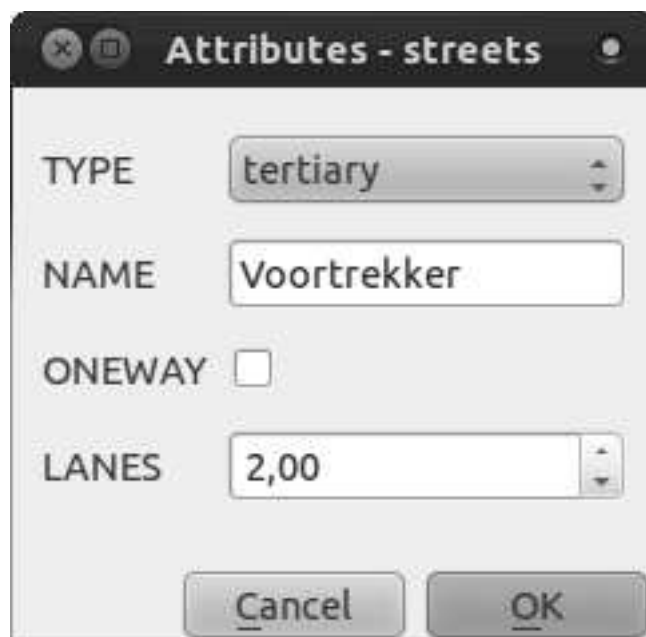 Attributes - streets
TYPE tertiary
NAME Voortrekker
ONEWAY
LANES 2,00
Cancel OK